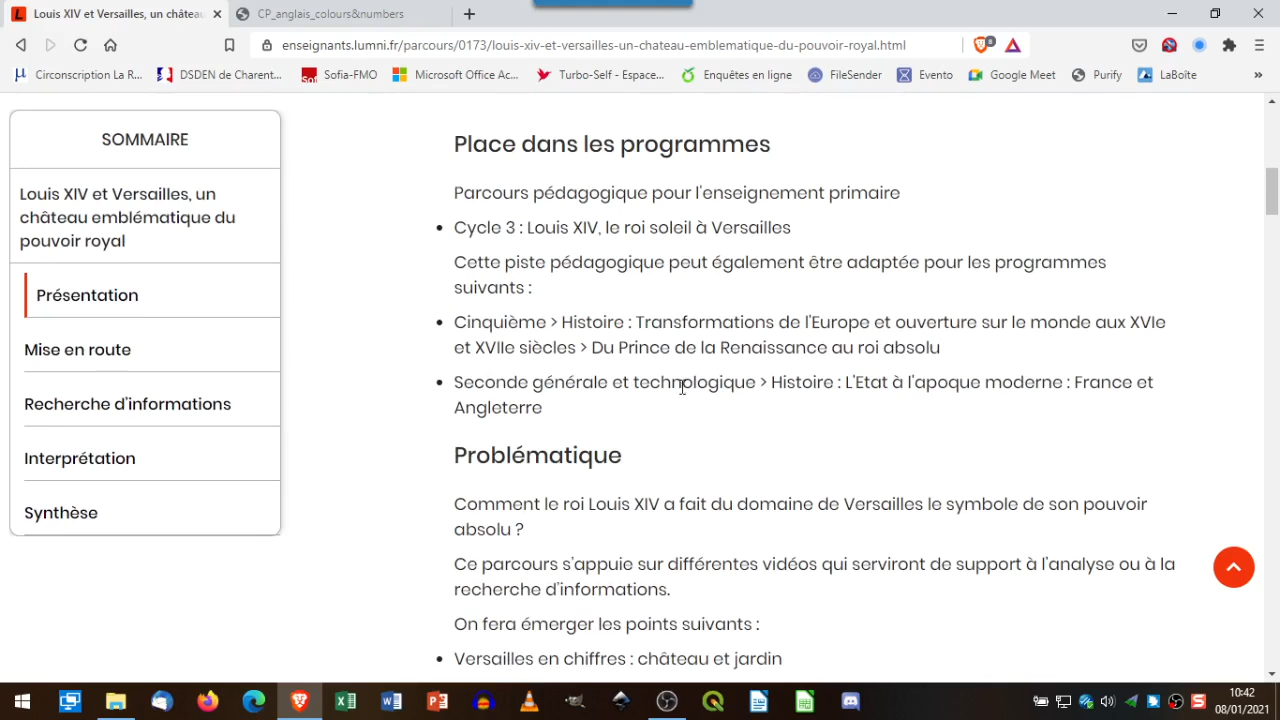 Louis XIV et Versailles, un châteauu
CP_anglais_colours&numbers
enseignants.lumni.fr/parcours/0173/louis-xiv-et-versailles-un-chateau-emblematique-du-pouvoir-royal.html
8
Circonscription La R...
DSDEN de Charent...
Sofia-FMO
Microsoft Office Ac...
Turbo-Self - Espace...
Enquêtes en ligne
FileSender
Evento
Google Meet
Purify
LaBoîte
»
SOMMAIRE
Louis XIV et Versailles, un
château emblématique du
pouvoir royal
Présentation
Mise en route
Recherche d'informations
Interprétation
Synthèse
Place dans les programmes
Parcours pédagogique pour l'enseignement primaire
• Cycle 3 : Louis XIV, le roi soleil à Versailles
Cette piste pédagogique peut également être adaptée pour les programmes
suivants :
• Cinquième > Histoire : Transformations de l'Europe et ouverture sur le monde aux XVIe
et XVIIe siècles > Du Prince de la Renaissance au roi absolu
• Seconde générale et technologique > Histoire : L'Etat à l'apoque moderne : France et
Angleterre
Problématique
Comment le roi Louis XIV a fait du domaine de Versailles le symbole de son pouvoir
absolu ?
Ce parcours s'appuie sur différentes vidéos qui serviront de support à l'analyse ou à la
recherche d'informations.
On fera émerger les points suivants :
• Versailles en chiffres : château et jardin
10:42
08/01/2021